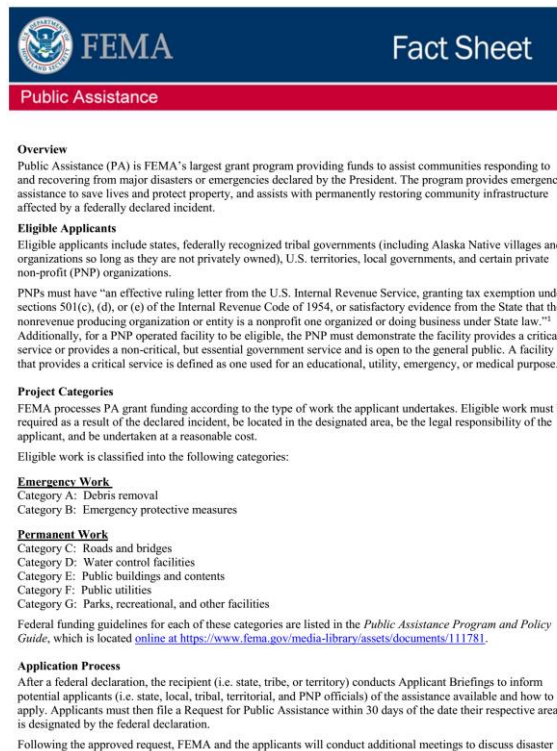 FEMA
Fact Sheet
Public Assistance
Overview
Public Assistance (PA) is FEMA's largest grant program providing funds to assist communities responding to
and recovering from major disasters or emergencies declared by the President. The program provides emergenc
assistance to save lives and protect property, and assists with permanently restoring community infrastructure
affected by a federally declared incident.
Eligible Applicants
Eligible applicants include states, federally recognized tribal governments (including Alaska Native villages and
organizations so long as they are not privately owned), U.S. territories, local governments, and certain private
non-profit (PNP) organizations.
PNPs must have "an effective ruling letter from the U.S. Internal Revenue Service, granting tax exemption unde
sections 501(c), (d), or (e) of the Internal Revenue Code of 1954, or satisfactory evidence from the State that the
nonrevenue producing organization or entity is a nonprofit one organized or doing business under State law."1
Additionally, for a PNP operated facility to be eligible, the PNP must demonstrate the facility provides a critical
service or provides a non-critical, but essential government service and is open to the general public. A facility
that provides a critical service is defined as one used for an educational, utility, emergency, or medical purpose.
Project Categories
FEMA processes PA grant funding according to the type of work the applicant undertakes. Eligible work must
required as a result of the declared incident, be located in the designated area, be the legal responsibility of the
applicant, and be undertaken at a reasonable cost.
Eligible work is classified into the following categories:
Emergency Work
Category A: Debris removal
Category B: Emergency protective measures
Permanent Work
Category C: Roads and bridges
Category D: Water control facilities
Category E: Public buildings and contents
Category F: Public utilities
Category G: Parks, recreational, and other facilities
Federal funding guidelines for each of these categories are listed in the Public Assistance Program and Policy
Guide, which is located online at https://www.fema.gov/media-library/assets/documents/111781.
Application Process
After a federal declaration, the recipient (i.e. state, tribe, or territory) conducts Applicant Briefings to inform
potential applicants (i.e. state, local, tribal, territorial, and PNP officials) of the assistance available and how to
apply. Applicants must then file a Request for Public Assistance within 30 days of the date their respective area
is designated by the federal declaration.
Following the approved request, FEMA and the applicants will conduct additional meetings to discuss disaster